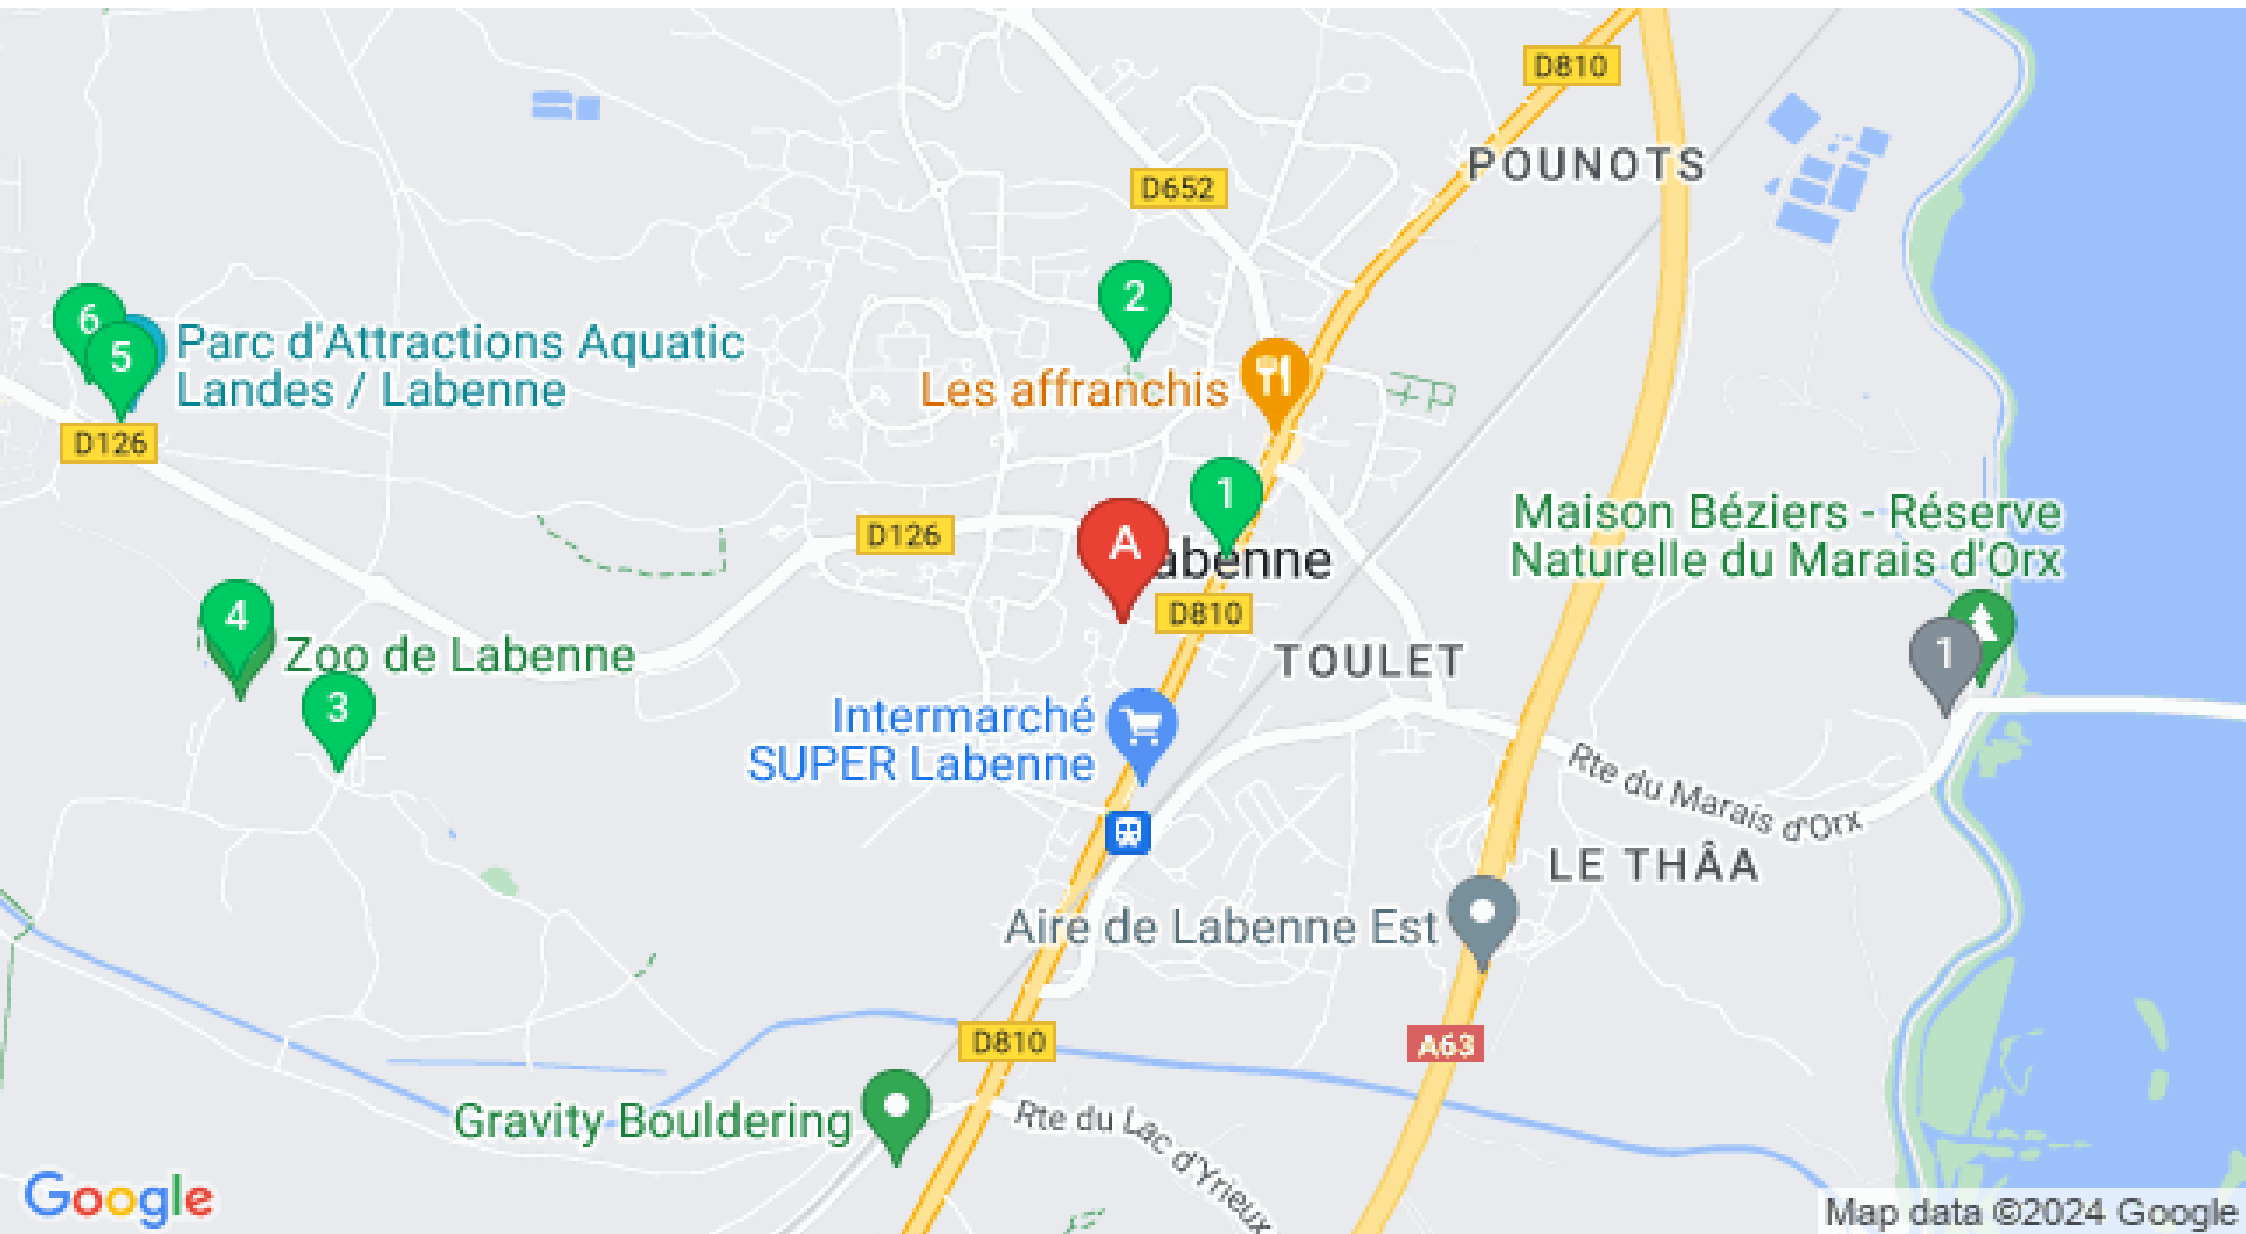 D810
POUNOTS
D652
2
6
5
Parc d'Attractions Aquatic
Landes / Labenne
Les affranchis
D126
1
A
abenne
D126
Maison Béziers - Réserve
Naturelle du Marais d'Orx
D810
4
Zoo de Labenne
TOULET
1
3
Intermarché
SUPER Labenne
Rte du Marais d'Orx
LE THÂA
Aire de Labenne Est
D810
A63
Gravity Bouldering
Rte du Lac d'Yrieux
Google
Map data ©2024 Google